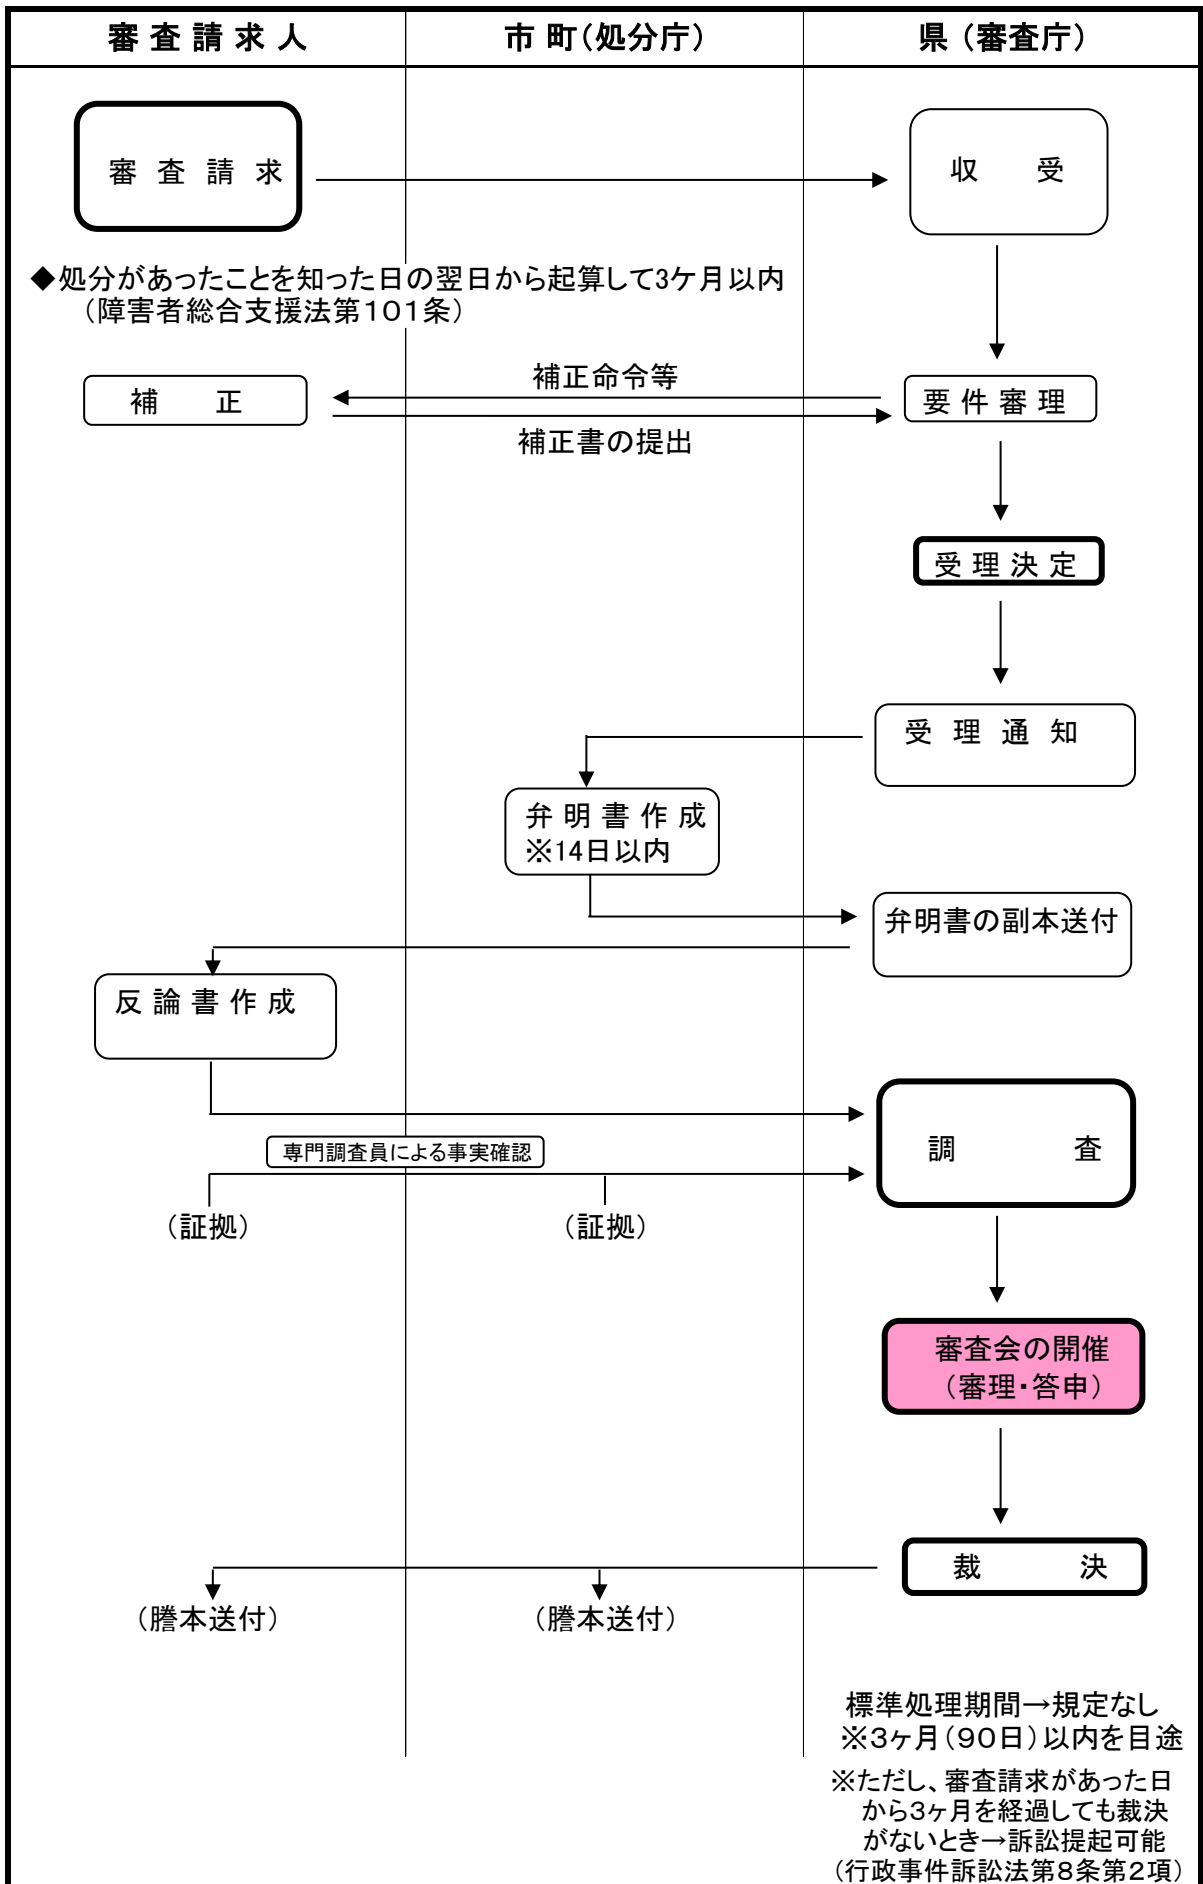 審査請求人
市町(処分庁)
県(審査庁)
審査請求
収受
◆処分があったことを知った日の翌日から起算して3ケ月以内
(障害者総合支援法第101条)
補正命令等
補正
要件審理
補正書の提出
受理決定
受理通知
弁明書作成
※14日以内
弁明書の副本送付
反論書作成
専門調査員による事実確認
調査
(証拠)
(証拠)
審査会の開催
(審理・答申)
裁決
(謄本送付)
(謄本送付)
標準処理期間→規定なし
※3ヶ月(90日)以内を目途
※ただし、審査請求があった日
から3ヶ月を経過しても裁決
がないとき→訴訟提起可能
(行政事件訴訟法第8条第2項)